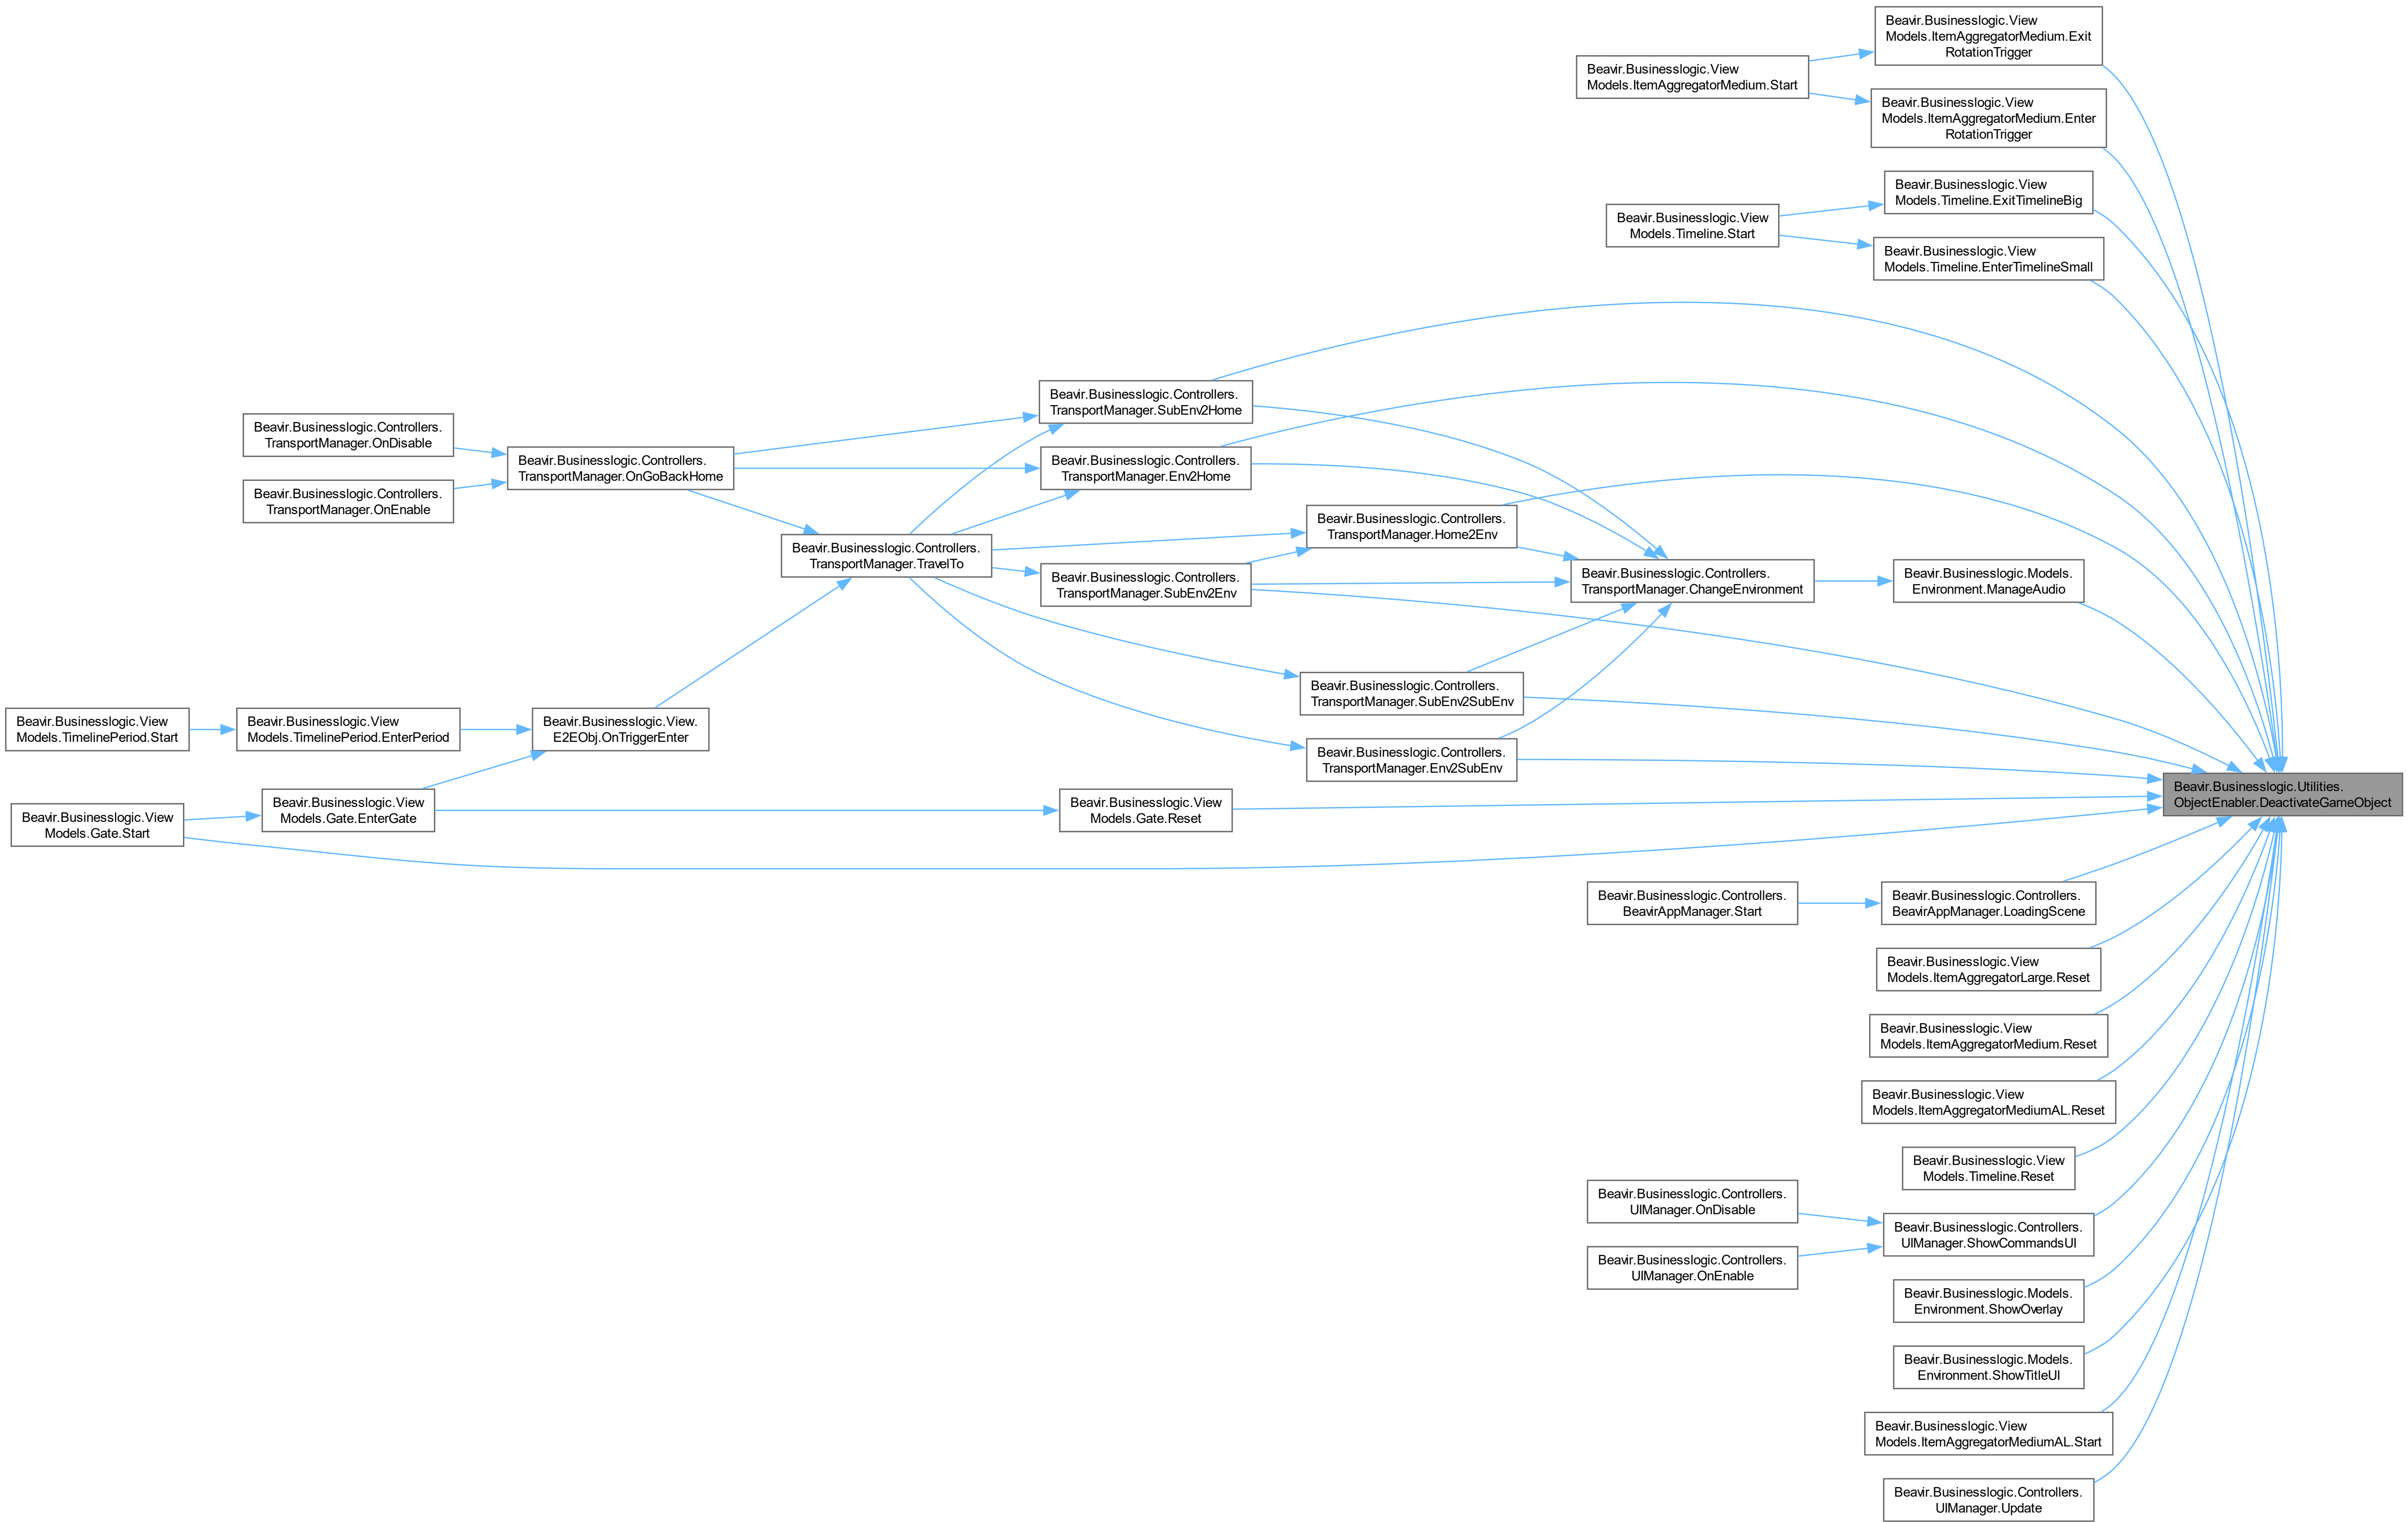 Beavir.Businesslogic.View
Models.ItemAggregatorMedium.Exit
RotationTrigger
Beavir.Businesslogic.View
Models.ItemAggregatorMedium.Start
Beavir.Businesslogic.View
Models.ItemAggregatorMedium.Enter
RotationTrigger
Beavir.Businesslogic.View
Models.Timeline.ExitTimelineBig
Beavir.Businesslogic.View
Models.Timeline.Start
Beavir.Businesslogic.View
Models.Timeline.EnterTimelineSmall
Beavir.Businesslogic.Controllers.
TransportManager.SubEnv2Home
Beavir.Businesslogic.Controllers.
TransportManager.OnDisable
Beavir.Businesslogic.Controllers.
TransportManager.OnGoBackHome
Beavir.Businesslogic.Controllers.
TransportManager.Env2Home
Beavir.Businesslogic.Controllers.
TransportManager.OnEnable
Beavir.Businesslogic.Controllers.
TransportManager.Home2Env
Beavir.Businesslogic.Controllers.
TransportManager.TravelTo
Beavir.Businesslogic.Controllers.
TransportManager.SubEnv2Env
Beavir.Businesslogic.Controllers.
TransportManager.ChangeEnvironment
Beavir.Businesslogic.Models.
Environment.ManageAudio
Beavir.Businesslogic.Controllers.
TransportManager.SubEnv2SubEnv
Beavir.Businesslogic.View
Models.TimelinePeriod.Start
Beavir.Businesslogic.View
Models.TimelinePeriod.EnterPeriod
Beavir.Businesslogic.View.
E2EObj.OnTriggerEnter
Beavir.Businesslogic.Controllers.
TransportManager.Env2SubEnv
Beavir.Businesslogic.Utilities.
ObjectEnabler.DeactivateGameObject
Beavir.Businesslogic.View
Models.Gate.Start
Beavir.Businesslogic.View
Models.Gate.EnterGate
Beavir.Businesslogic.View
Models.Gate.Reset
Beavir.Businesslogic.Controllers.
BeavirAppManager.Start
Beavir.Businesslogic.Controllers.
BeavirAppManager.LoadingScene
Beavir.Businesslogic.View
Models.ItemAggregatorLarge.Reset
Beavir.Businesslogic.View
Models.ItemAggregatorMedium.Reset
Beavir.Businesslogic.View
Models.ItemAggregatorMediumAL.Reset
Beavir.Businesslogic.View
Models.Timeline.Reset
Beavir.Businesslogic.Controllers.
UIManager.OnDisable
Beavir.Businesslogic.Controllers.
UIManager.ShowCommandsUI
Beavir.Businesslogic.Controllers.
UIManager.OnEnable
Beavir.Businesslogic.Models.
Environment.ShowOverlay
Beavir.Businesslogic.Models.
Environment.ShowTitleUI
Beavir.Businesslogic.View
Models.ItemAggregatorMediumAL.Start
Beavir.Businesslogic.Controllers.
UIManager.Update